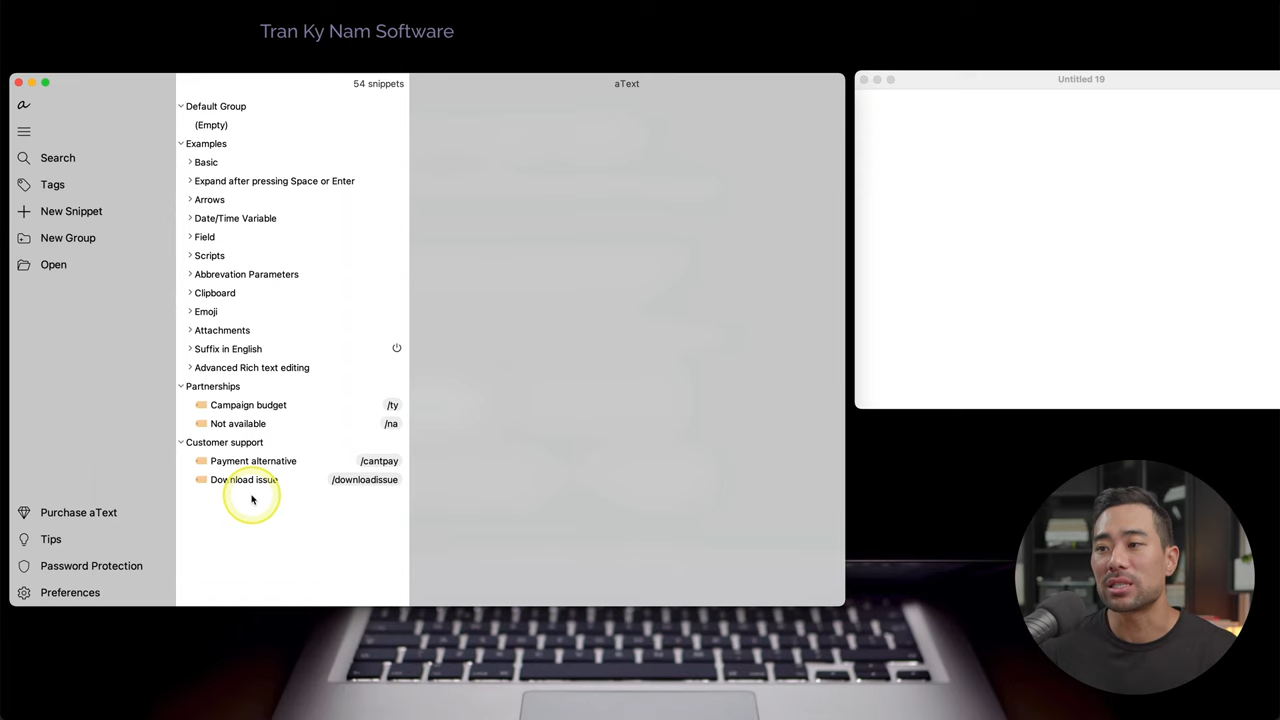 Tran Ky Nam Software
54 snippets
aText
Untitled 19
a
Search
Tags
New Snippet
New Group
Open
Purchase aText
Tips
Password Protection
Preferences
Default Group
(Empty)
Examples
Basic
Expand after pressing Space or Enter
Arrows
Date/Time Variable
Field
Scripts
Abbrevation Parameters
Clipboard
Emoji
Attachments
Suffix in English
Advanced Rich text editing
Partnerships
Campaign budget /ty
Not available /na
Customer support
Payment alternative /cantpay
Download issue /downloadissue